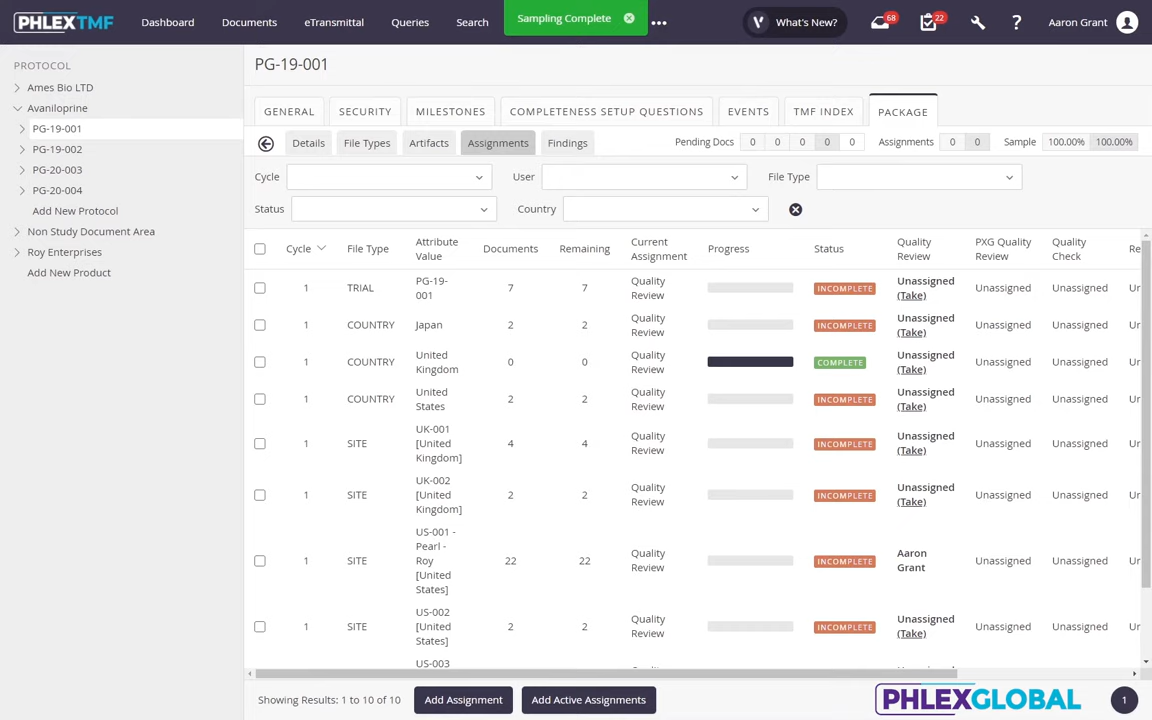 PHLEXTMF
Dashboard
Documents
eTransmittal
Queries
Search
Sampling Complete
•••
What's New?
68
22
?
Aaron Grant
PROTOCOL
Ames Bio LTD
Avaniloprine
PG-19-001
PG-19-002
PG-20-003
PG-20-004
Add New Protocol
Non Study Document Area
Roy Enterprises
Add New Product
PG-19-001
GENERAL
SECURITY
MILESTONES
COMPLETENESS SETUP QUESTIONS
EVENTS
TMF INDEX
PACKAGE
Details
File Types
Artifacts
Assignments
Findings
Pending Docs 0 0 0 0 0
Assignments 0 0
Sample 100.00% 100.00%
Cycle
User
File Type
Status
Country
Cycle
File Type
Attribute
Value
Documents
Remaining
Current
Assignment
Progress
Status
Quality
Review
PXG Quality
Review
Quality
Check
Re
1
TRIAL
PG-19-
001
7
7
Quality
Review
INCOMPLETE
Unassigned
(Take)
Unassigned
Unassigned
Ur
1
COUNTRY
Japan
2
2
Quality
Review
INCOMPLETE
Unassigned
(Take)
Unassigned
Unassigned
Ur
1
COUNTRY
United
Kingdom
0
0
Quality
Review
COMPLETE
Unassigned
(Take)
Unassigned
Unassigned
Ur
1
COUNTRY
United
States
2
2
Quality
Review
INCOMPLETE
Unassigned
(Take)
Unassigned
Unassigned
Ur
1
SITE
UK-001
[United
Kingdom]
4
4
Quality
Review
INCOMPLETE
Unassigned
(Take)
Unassigned
Unassigned
Ur
1
SITE
UK-002
[United
Kingdom]
2
2
Quality
Review
INCOMPLETE
Unassigned
(Take)
Unassigned
Unassigned
Ur
1
SITE
US-001 -
Pearl -
Roy
[United
States]
22
22
Quality
Review
INCOMPLETE
Aaron
Grant
Unassigned
Unassigned
Ur
1
SITE
US-002
[United
States]
2
2
Quality
Review
INCOMPLETE
Unassigned
(Take)
Unassigned
Unassigned
Ur
US-003
Showing Results: 1 to 10 of 10
Add Assignment
Add Active Assignments
PHLEXGLOBAL
1